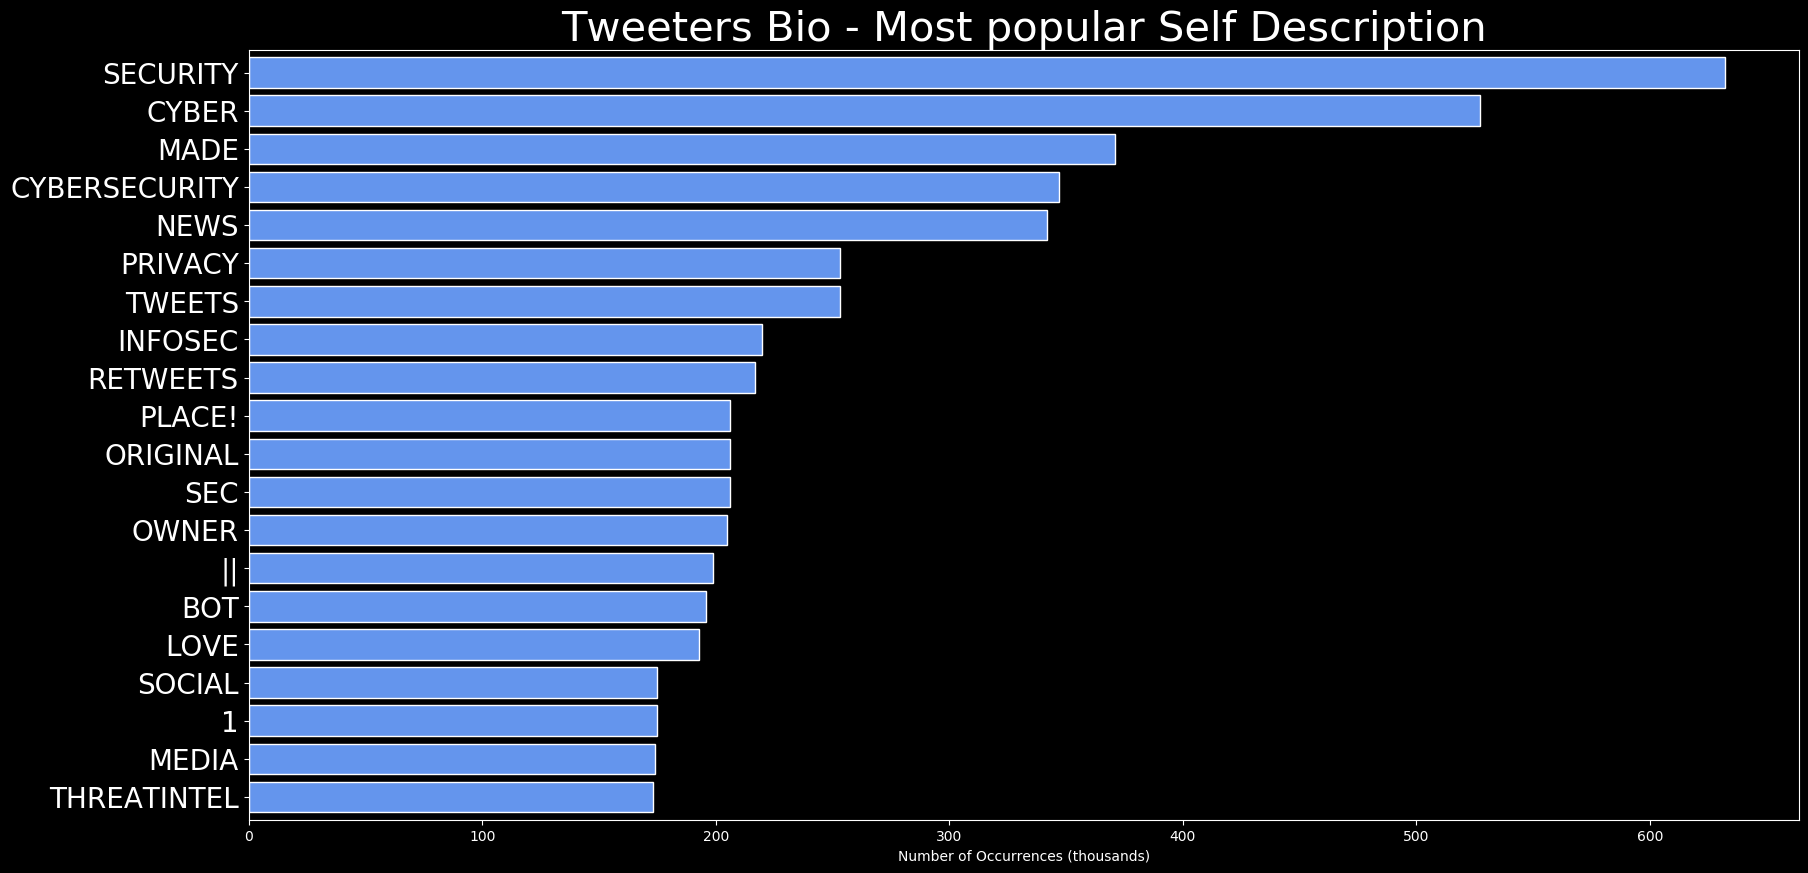 Tweeters Bio - Most popular Self Description
SECURITY
CYBER
MADE
CYBERSECURITY
NEWS
PRIVACY
TWEETS
INFOSEC
RETWEETS
PLACE!
ORIGINAL
SEC
OWNER
||
BOT
LOVE
SOCIAL
1
MEDIA
THREATINTEL
0 100 200 300 400 500 600
Number of Occurrences (thousands)